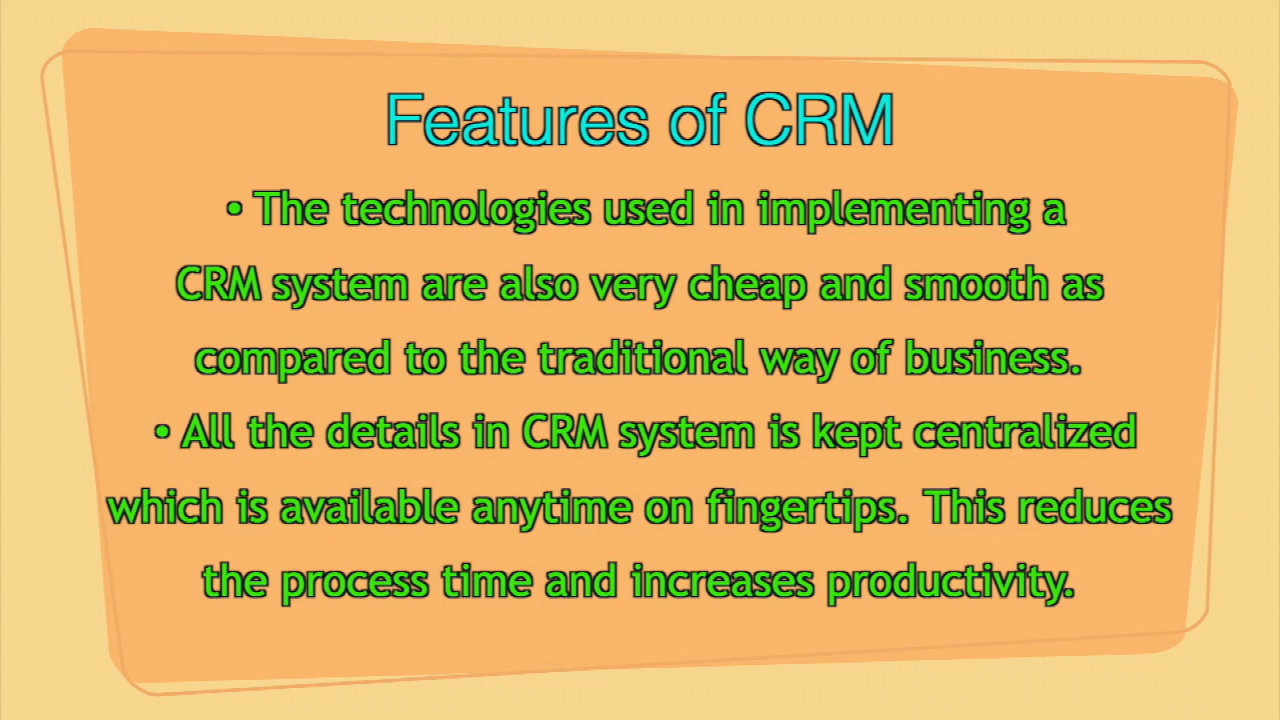 Features of CRM
• The technologies used in implementing a
CRM system are also very cheap and smooth as
compared to the traditional way of business.
• All the details in CRM system is kept centralized
which is available anytime on fingertips. This reduces
the process time and increases productivity.